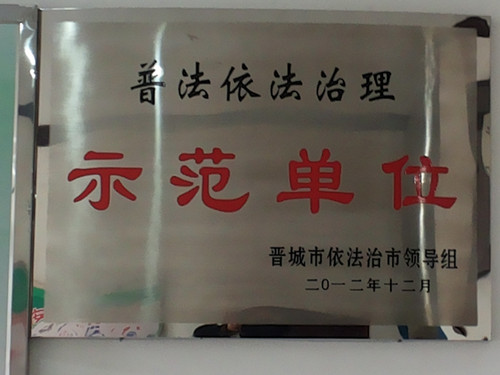 普法依法治理
示范单位
晋城市依法治市领导组
二0一二年十二月